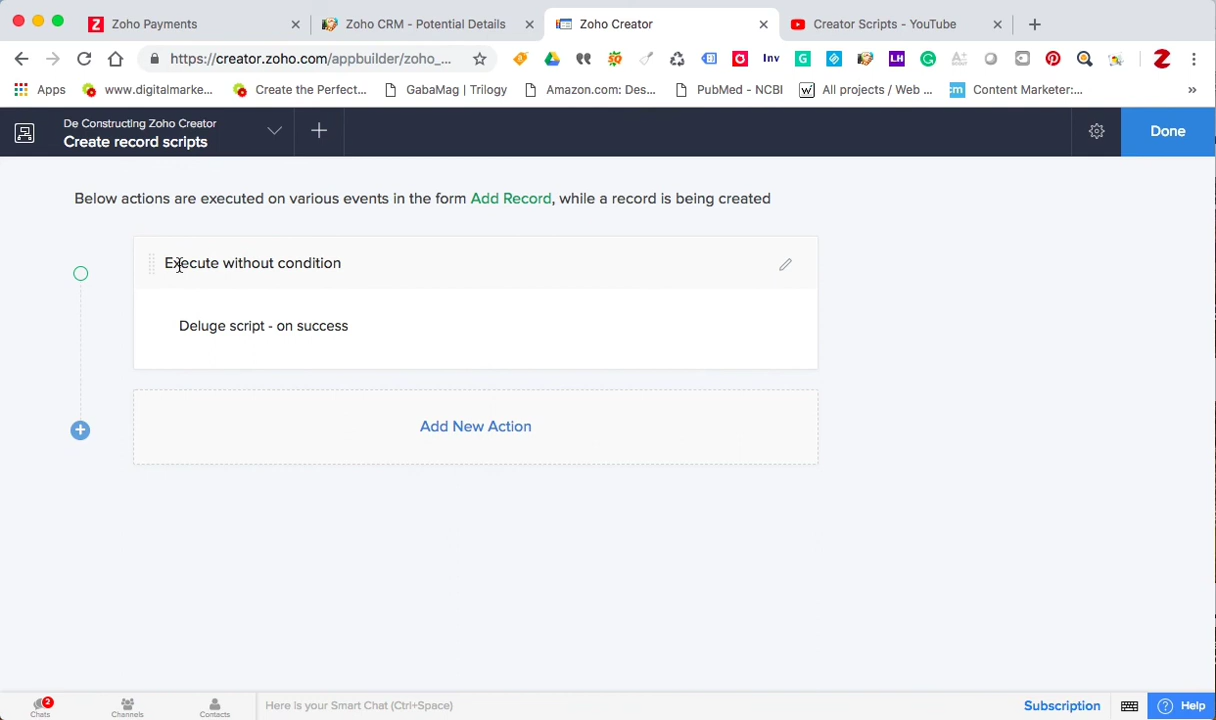 Zoho Payments
Zoho CRM - Potential Details
Zoho Creator
Creator Scripts - YouTube
https://creator.zoho.com/appbuilder/zoho_...
Inv
LH
Apps
www.digitalmarke...
Create the Perfect...
GabaMag | Trilogy
Amazon.com: Des...
PubMed - NCBI
All projects / Web ...
cm
Content Marketer:...
De Constructing Zoho Creator
Create record scripts
Done
Below actions are executed on various events in the form Add Record, while a record is being created
Execute without condition
Deluge script - on success
Add New Action
2
Chats
Channels
Contacts
Here is your Smart Chat (Ctrl+Space)
Subscription
Help